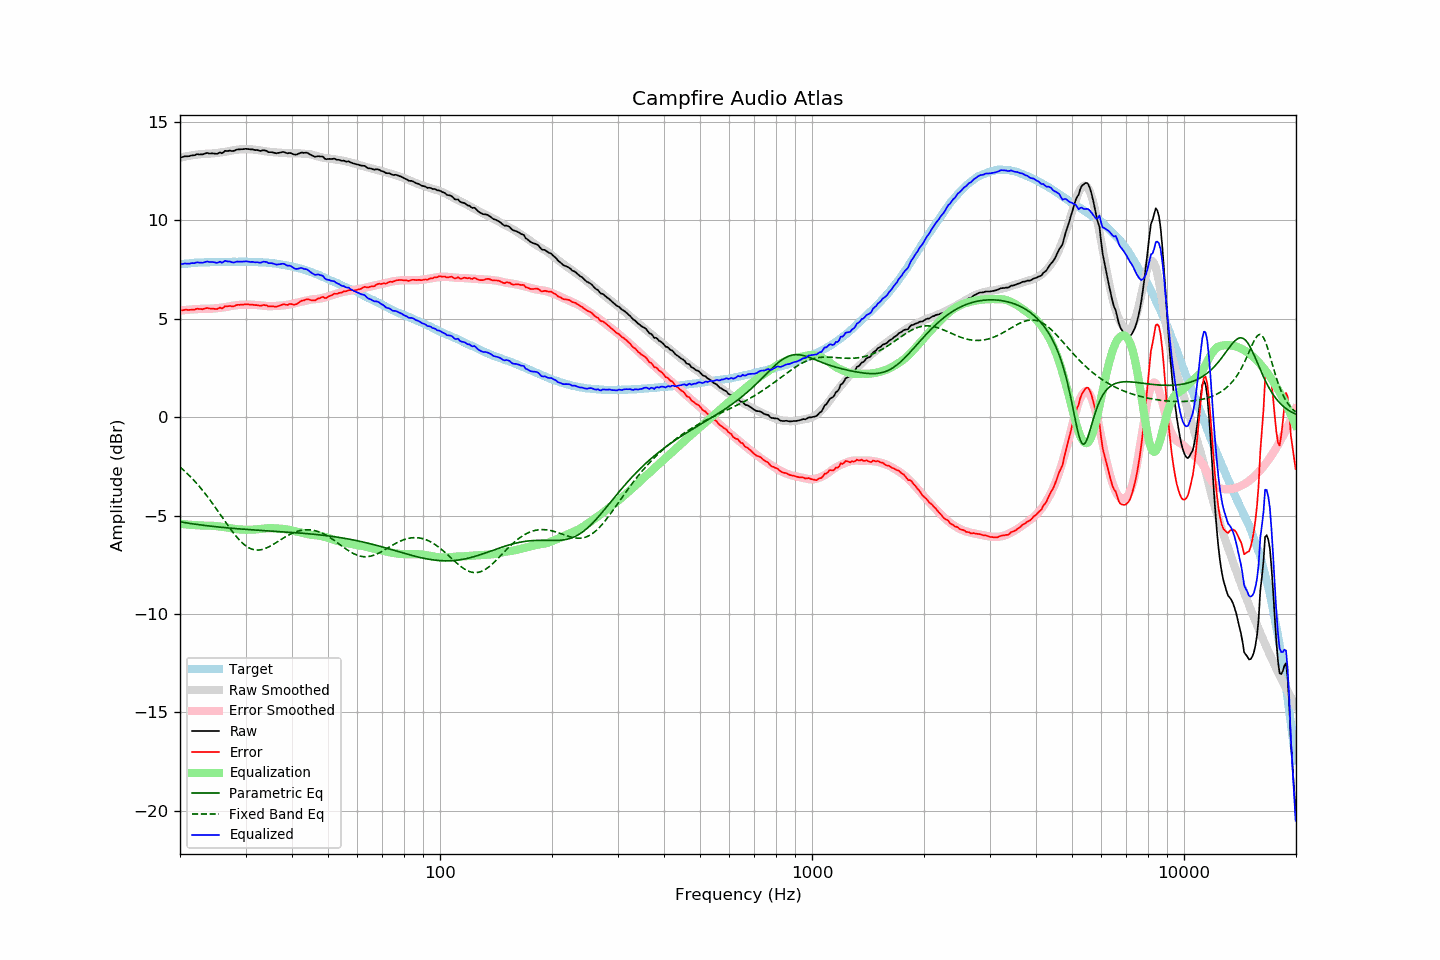 Campfire Audio Atlas
15
10
5
0
−5
−10
−15
−20
Amplitude (dBr)
Target
Raw Smoothed
Error Smoothed
Raw
Error
Equalization
Parametric Eq
Fixed Band Eq
Equalized
100
1000
10000
Frequency (Hz)